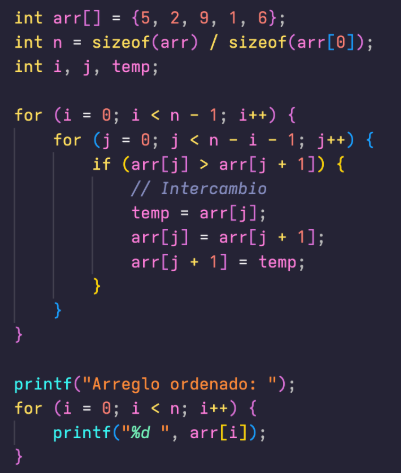 int arr[] = {5, 2, 9, 1, 6};
int n = sizeof(arr) / sizeof(arr[0]);
int i, j, temp;

for (i = 0; i < n - 1; i++) {
    for (j = 0; j < n - i - 1; j++) {
        if (arr[j] > arr[j + 1]) {
            // Intercambio
            temp = arr[j];
            arr[j] = arr[j + 1];
            arr[j + 1] = temp;
        }
    }
}

printf("Arreglo ordenado: ");
for (i = 0; i < n; i++) {
    printf("%d ", arr[i]);
}